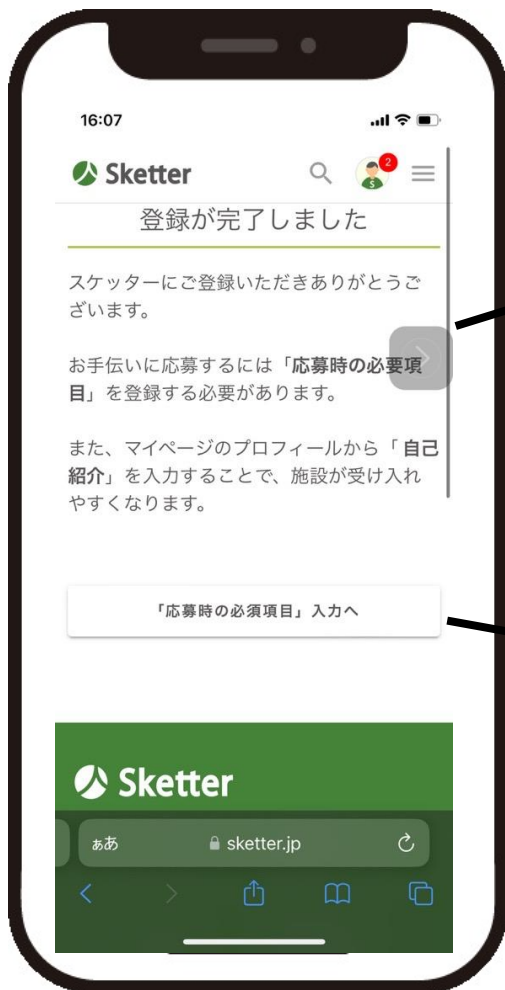 16:07
Sketter
2
登録が完了しました
スケッターにご登録いただきありがとうご
ざいます。
お手伝いに応募するには「応募時の必要項
目」を登録する必要があります。
また、マイページのプロフィールから「 自己
紹介」を入力することで、施設が受け入れ
やすくなります。
「応募時の必須項目」入力へ
Sketter
ぁあ sketter.jp